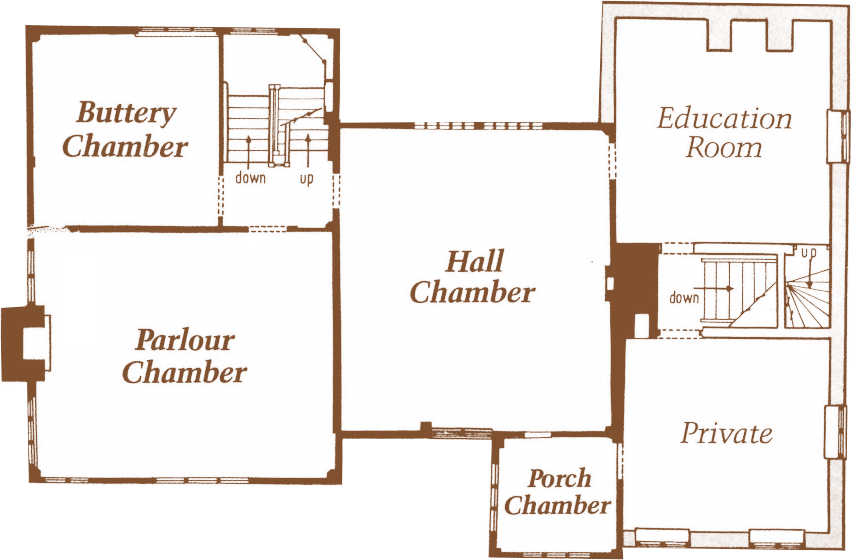 Buttery
Chamber
down
up
Education
Room
Hall
Chamber
up
down
Parlour
Chamber
Private
Porch
Chamber